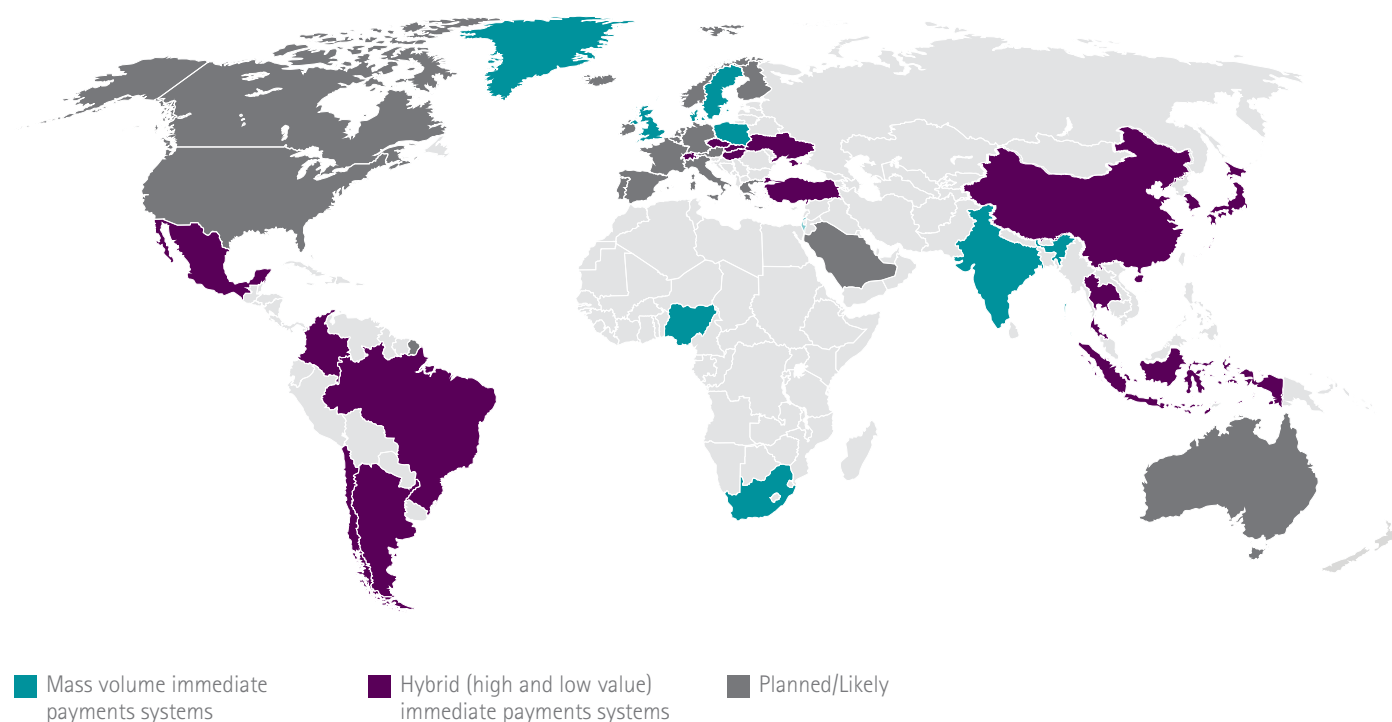 Mass volume immediate
payments systems
Hybrid (high and low value)
immediate payments systems
Planned/Likely